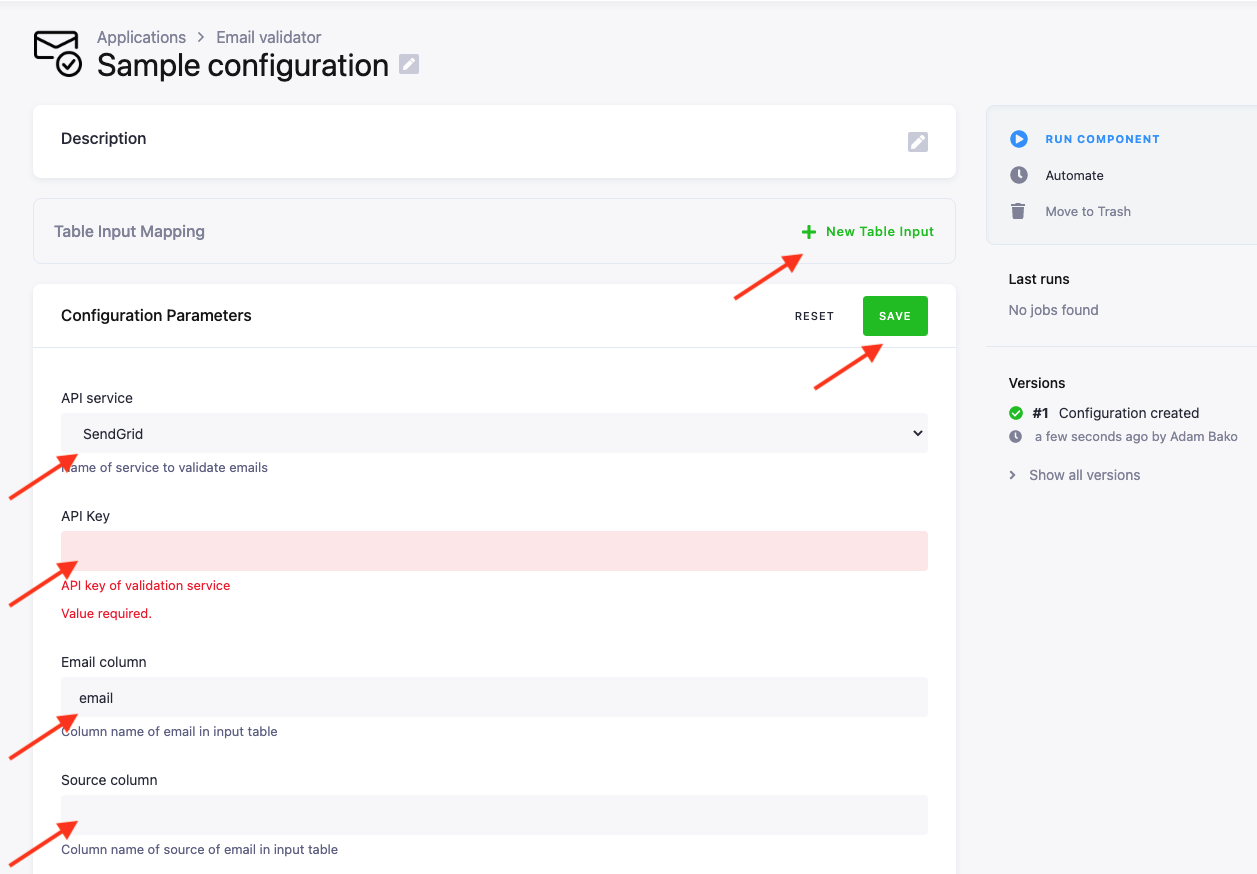 Applications > Email validator
Sample configuration
Description
Table Input Mapping
New Table Input
Configuration Parameters
RESET
SAVE
API service
SendGrid
Name of service to validate emails
API Key
API key of validation service
Value required.
Email column
email
Column name of email in input table
Source column
Column name of source of email in input table
RUN COMPONENT
Automate
Move to Trash
Last runs
No jobs found
Versions
#1 Configuration created
a few seconds ago by Adam Bako
> Show all versions